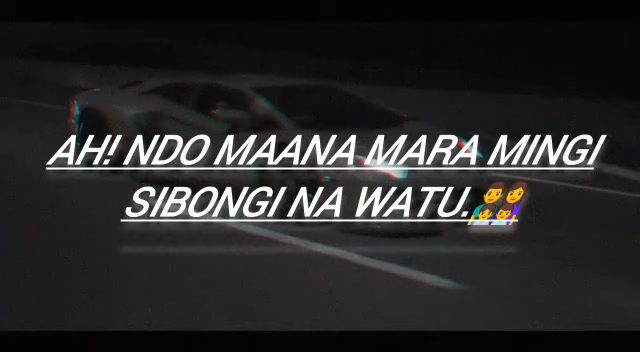 AH! NDO MAANA MARA MINGI
SIBONGI NA WATU.👨‍👩‍👧‍👦